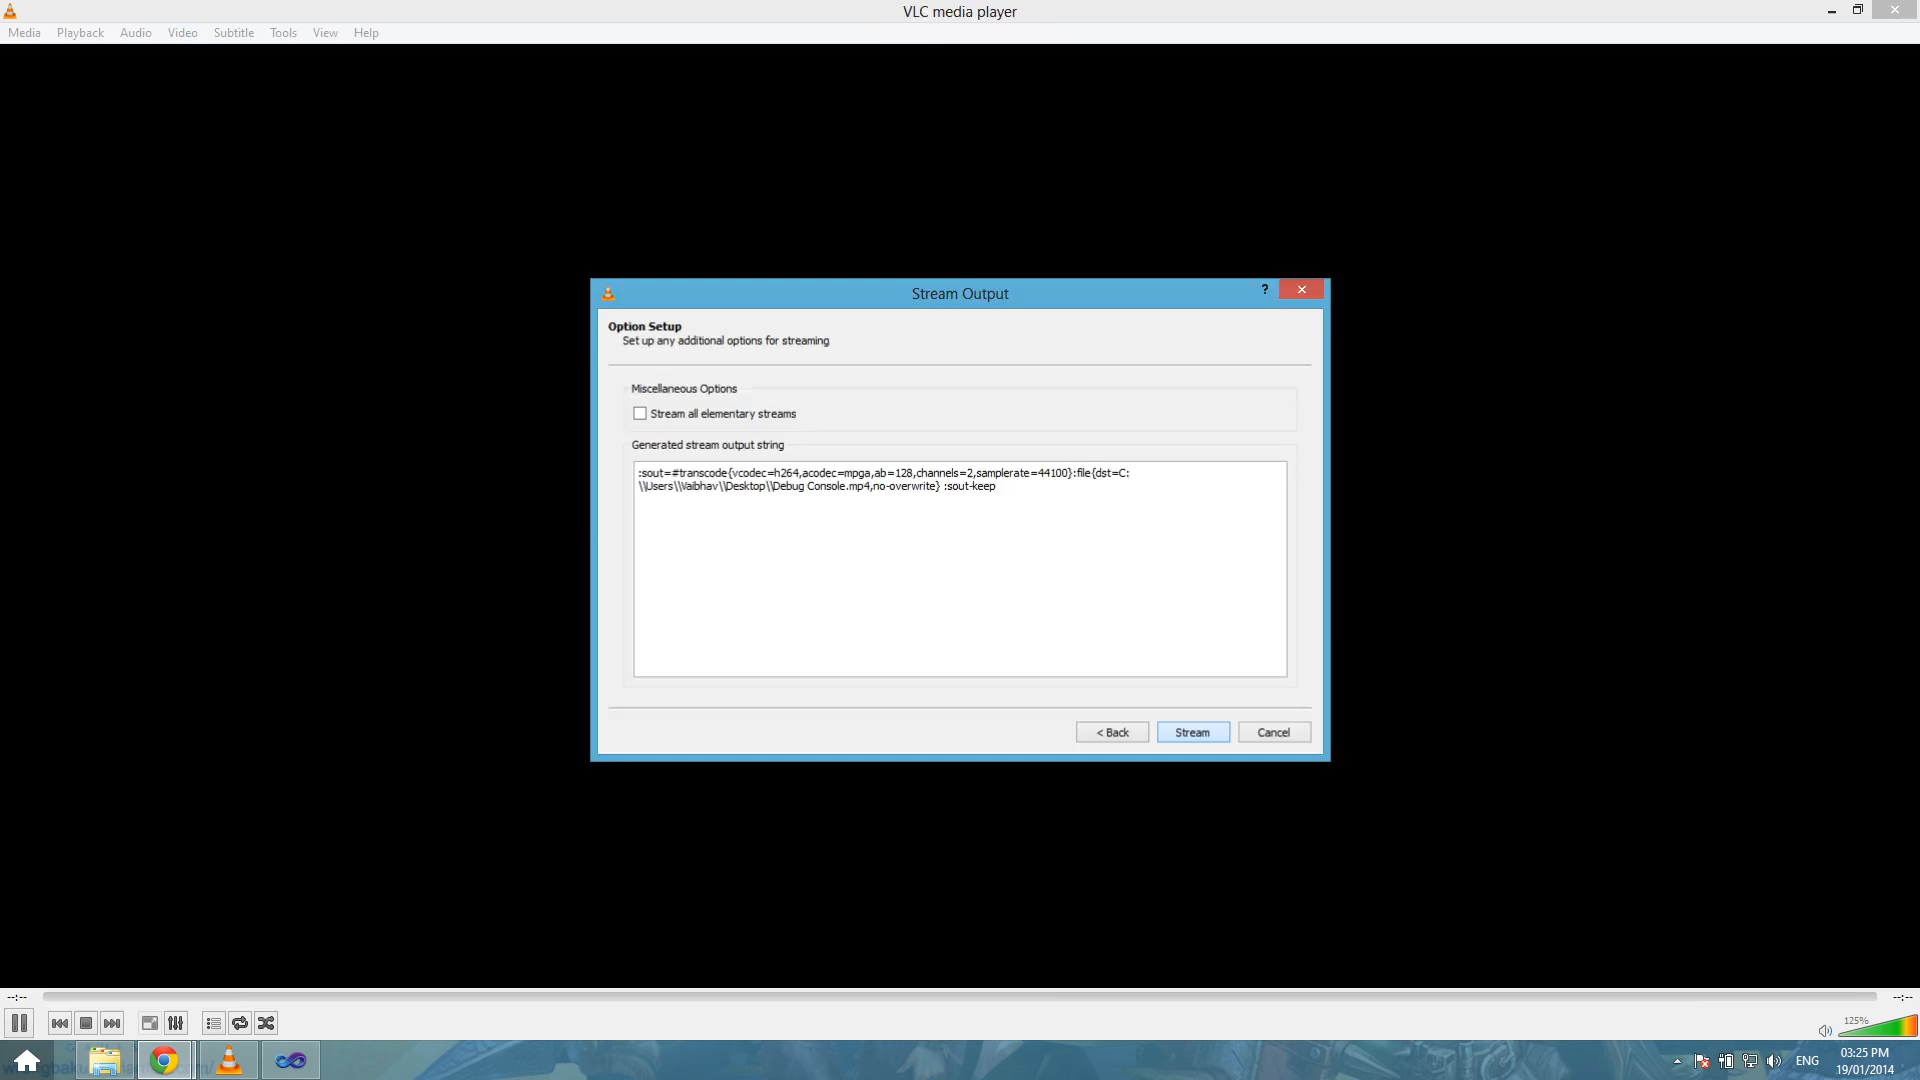 VLC media player
Media Playback Audio Video Subtitle Tools View Help
Stream Output
?
Option Setup
Set up any additional options for streaming
Miscellaneous Options
Stream all elementary streams
Generated stream output string
:sout=#transcode{vcodec=h264,acodec=mpga,ab=128,channels=2,samplerate=44100}:file{dst=C:
\\Users\\Vaibhav\\Desktop\\Debug Console.mp4,no-overwrite} :sout-keep
< Back Stream Cancel
--:-- --:--
125%
ENG
03:25 PM
19/01/2014